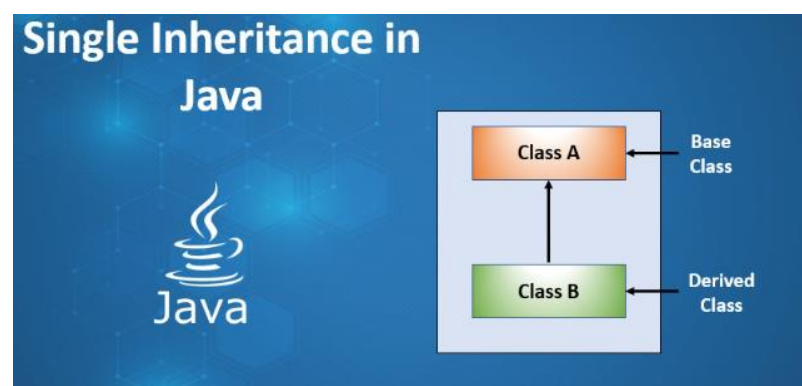 Single Inheritance in
Java
Java
Class A
Base
Class
Class B
Derived
Class